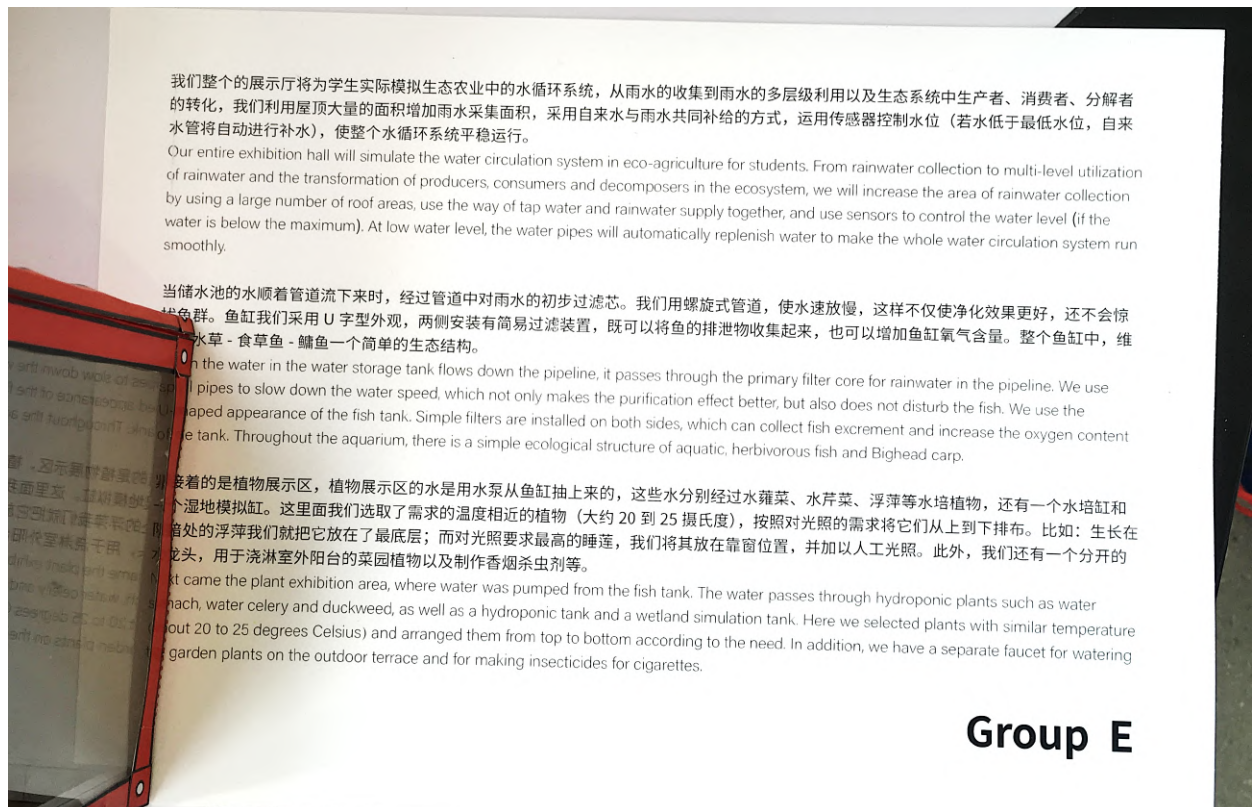 我们整个的展示厅将为学生实际模拟生态农业中的水循环系统，从雨水的收集到雨水的多层级利用以及生态系统中生产者、消费者、分解者
的转化，我们利用屋顶大量的面积增加雨水采集面积，采用自来水与雨水共同补给的方式，运用传感器控制水位（若水低于最低水位，自来
水管将自动进行补水），使整个水循环系统平稳运行。
Our entire exhibition hall will simulate the water circulation system in eco-agriculture for students. From rainwater collection to multi-level utilization
of rainwater and the transformation of producers, consumers and decomposers in the ecosystem, we will increase the area of rainwater collection
by using a large number of roof areas, use the way of tap water and rainwater supply together, and use sensors to control the water level (if the
water is below the maximum). At low water level, the water pipes will automatically replenish water to make the whole water circulation system run
smoothly.
当储水池的水顺着管道流下来时，经过管道中对雨水的初步过滤芯。我们用螺旋式管道，使水速放慢，这样不仅使净化效果更好，还不会惊
扰鱼群。鱼缸我们采用 U 字型外观，两侧安装有简易过滤装置，既可以将鱼的排泄物收集起来，也可以增加鱼缸氧气含量。整个鱼缸中，维
水草 - 食草鱼 - 鳙鱼一个简单的生态结构。
the water in the water storage tank flows down the pipeline, it passes through the primary filter core for rainwater in the pipeline. We use
pipes to slow down the water speed, which not only makes the purification effect better, but also does not disturb the fish. We use the
appearance of the fish tank. Simple filters are installed on both sides, which can collect fish excrement and increase the oxygen content
of the tank. Throughout the aquarium, there is a simple ecological structure of aquatic, herbivorous fish and Bighead carp.
接着的是植物展示区，植物展示区的水是用水泵从鱼缸抽上来的，这些水分别经过水蕹菜、水芹菜、浮萍等水培植物，还有一个水培缸和
个湿地模拟缸。这里面我们选取了需求的温度相近的植物（大约 20 到 25 摄氏度），按照对光照的需求将它们从上到下排布。比如：生长在
阴暗处的浮萍我们就把它放在了最底层；而对光照要求最高的睡莲，我们将其放在靠窗位置，并加以人工光照。此外，我们还有一个分开的
水龙头，用于浇淋室外阳台的菜园植物以及制作香烟杀虫剂等。
came the plant exhibition area, where water was pumped from the fish tank. The water passes through hydroponic plants such as water
water celery and duckweed, as well as a hydroponic tank and a wetland simulation tank. Here we selected plants with similar temperature
20 to 25 degrees Celsius) and arranged them from top to bottom according to the need. In addition, we have a separate faucet for watering
garden plants on the outdoor terrace and for making insecticides for cigarettes.
Group E